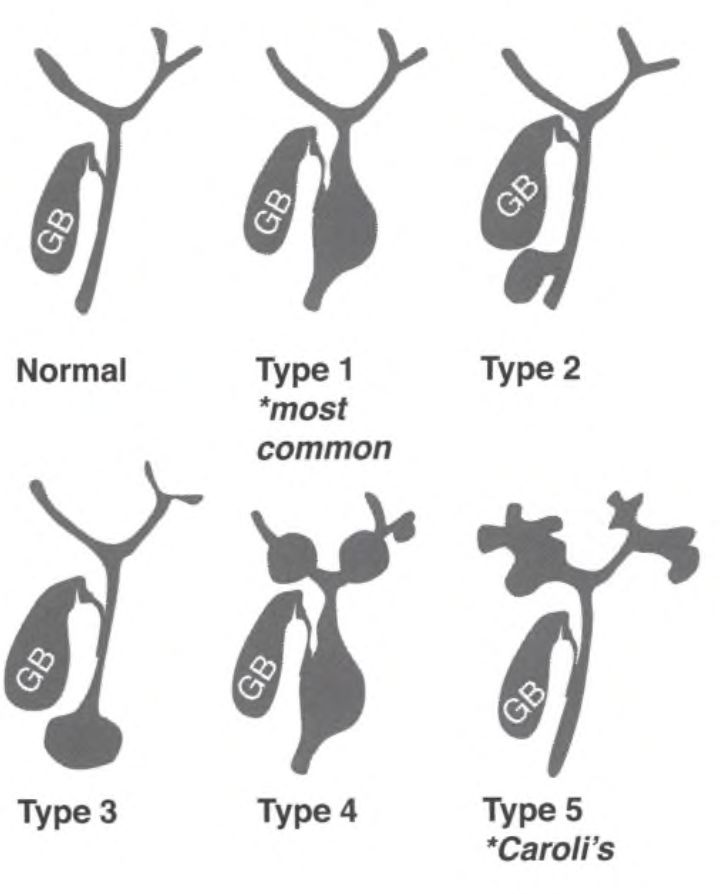 GB
GB
GB
Normal
Type 1
*most
common
Type 2
GB
GB
GB
Type 3
Type 4
Type 5
*Caroli's